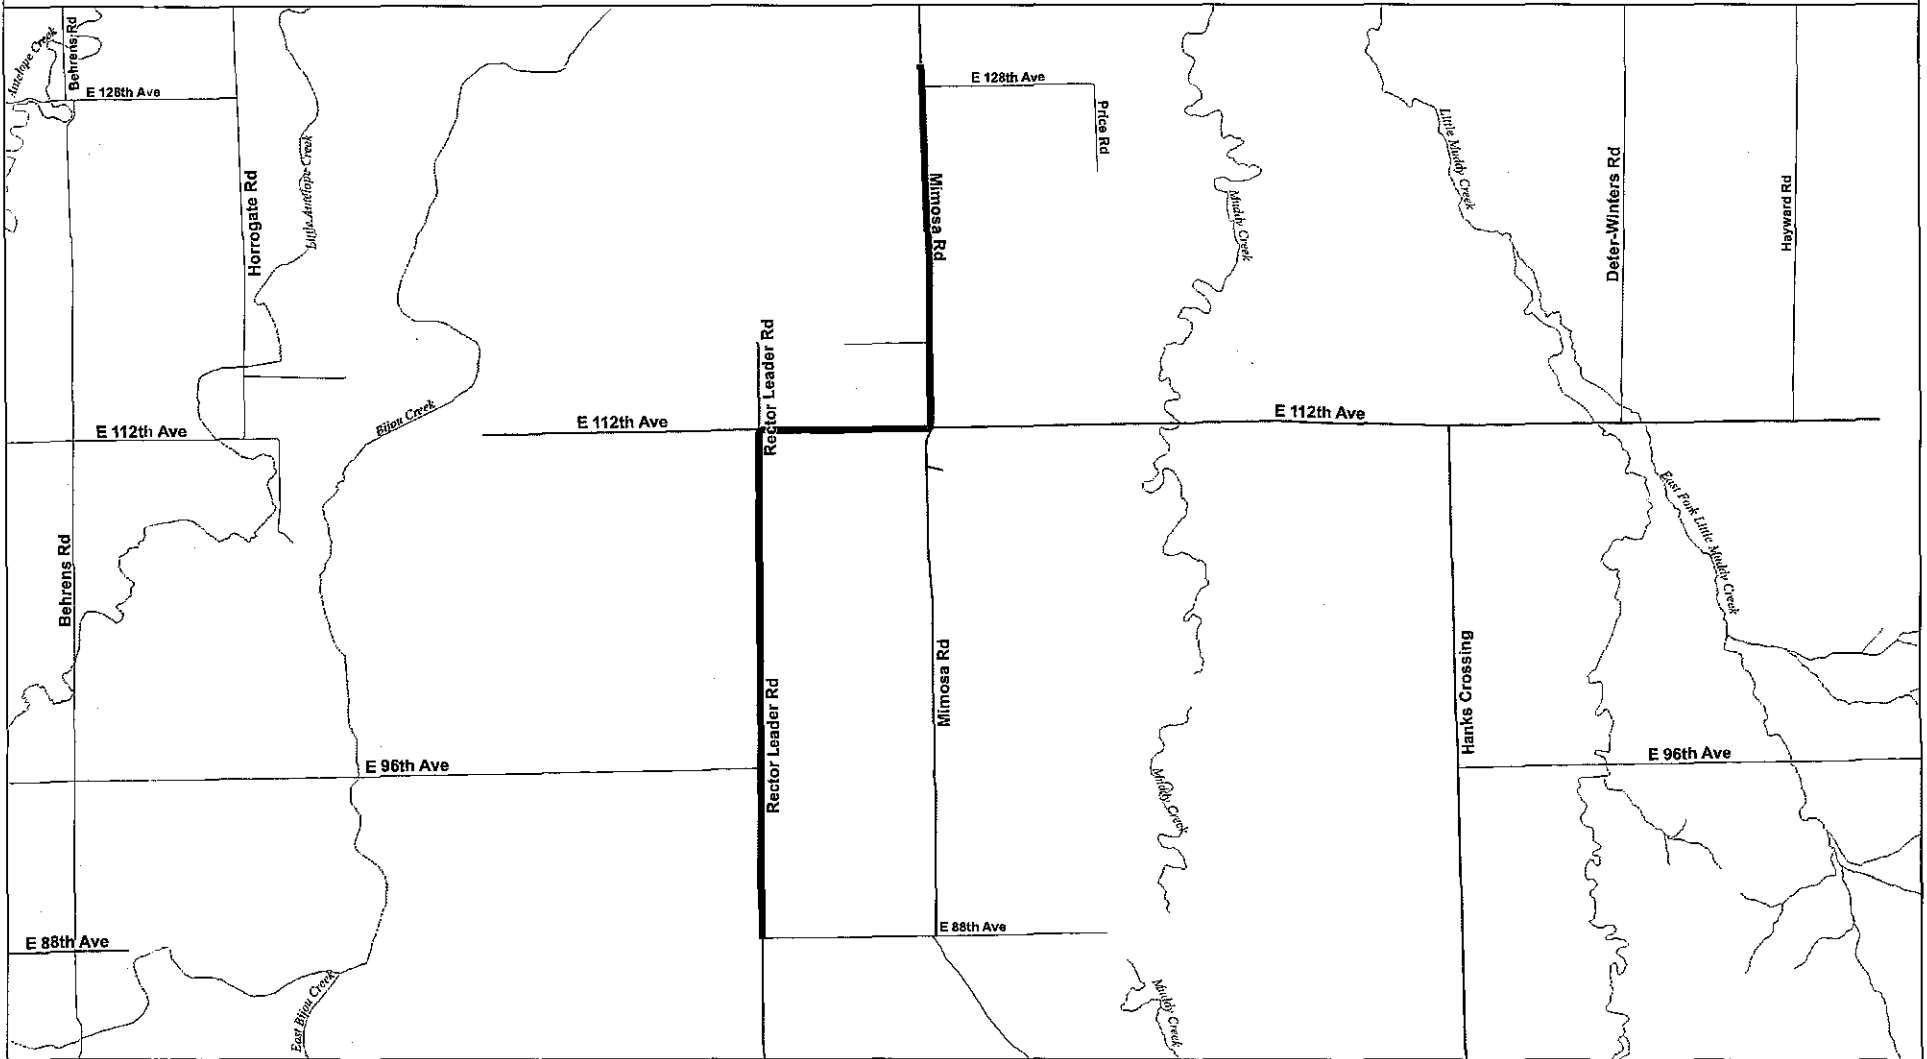 Antelope Creek
Behrens Rd
E 128th Ave
Horrogate Rd
Little Antelope Creek
E 128th Ave
Price Rd
Mimosa Rd
Muddy Creek
Little Muddy Creek
Deter-Winters Rd
Hayward Rd
Rector Leader Rd
Bijou Creek
E 112th Ave
E 112th Ave
E 112th Ave
Behrens Rd
East Fork Little Muddy Creek
Mimosa Rd
Hanks Crossing
Rector Leader Rd
E 96th Ave
E 96th Ave
Muddy Creek
E 88th Ave
E 88th Ave
East Bijou Creek
Muddy Creek